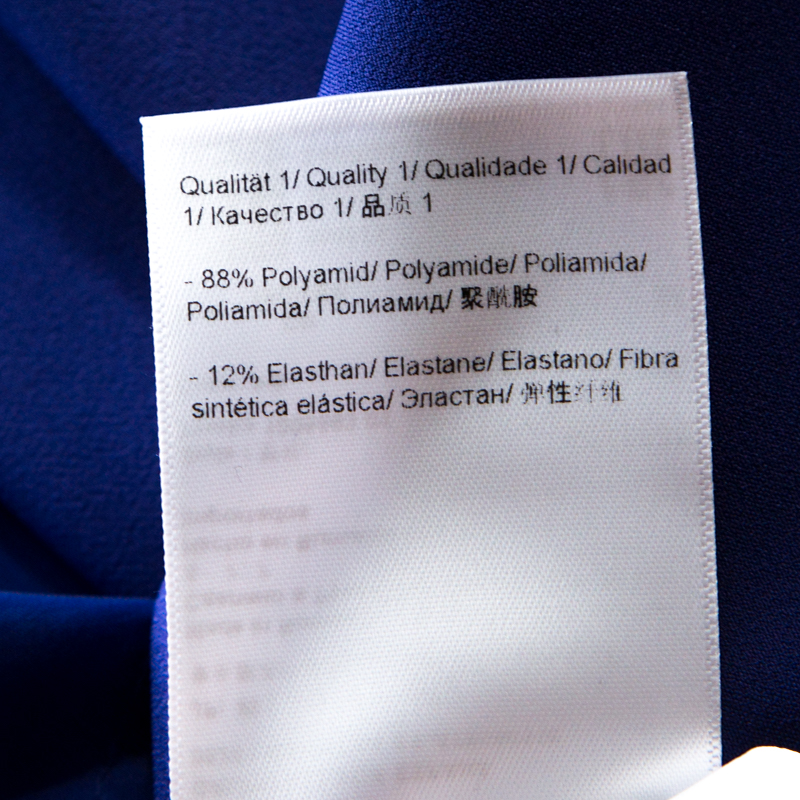 Qualität 1/ Quality 1/ Qualidade 1/ Calidad
1/ Качество 1/ 品质 1
- 88% Polyamid/ Polyamide/ Poliamida/
Poliamida/ Полиамид/ 聚酰胺
- 12% Elasthan/ Elastane/ Elastano/ Fibra
sintética elástica/ Эластан/ 弹性纤维